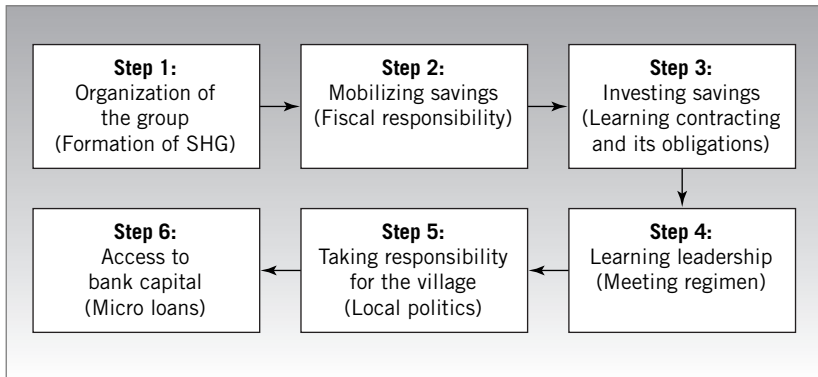 Step 1:
Organization of
the group
(Formation of SHG)
Step 2:
Mobilizing savings
(Fiscal responsibility)
Step 3:
Investing savings
(Learning contracting
and its obligations)
Step 4:
Learning leadership
(Meeting regimen)
Step 5:
Taking responsibility
for the village
(Local politics)
Step 6:
Access to
bank capital
(Micro loans)